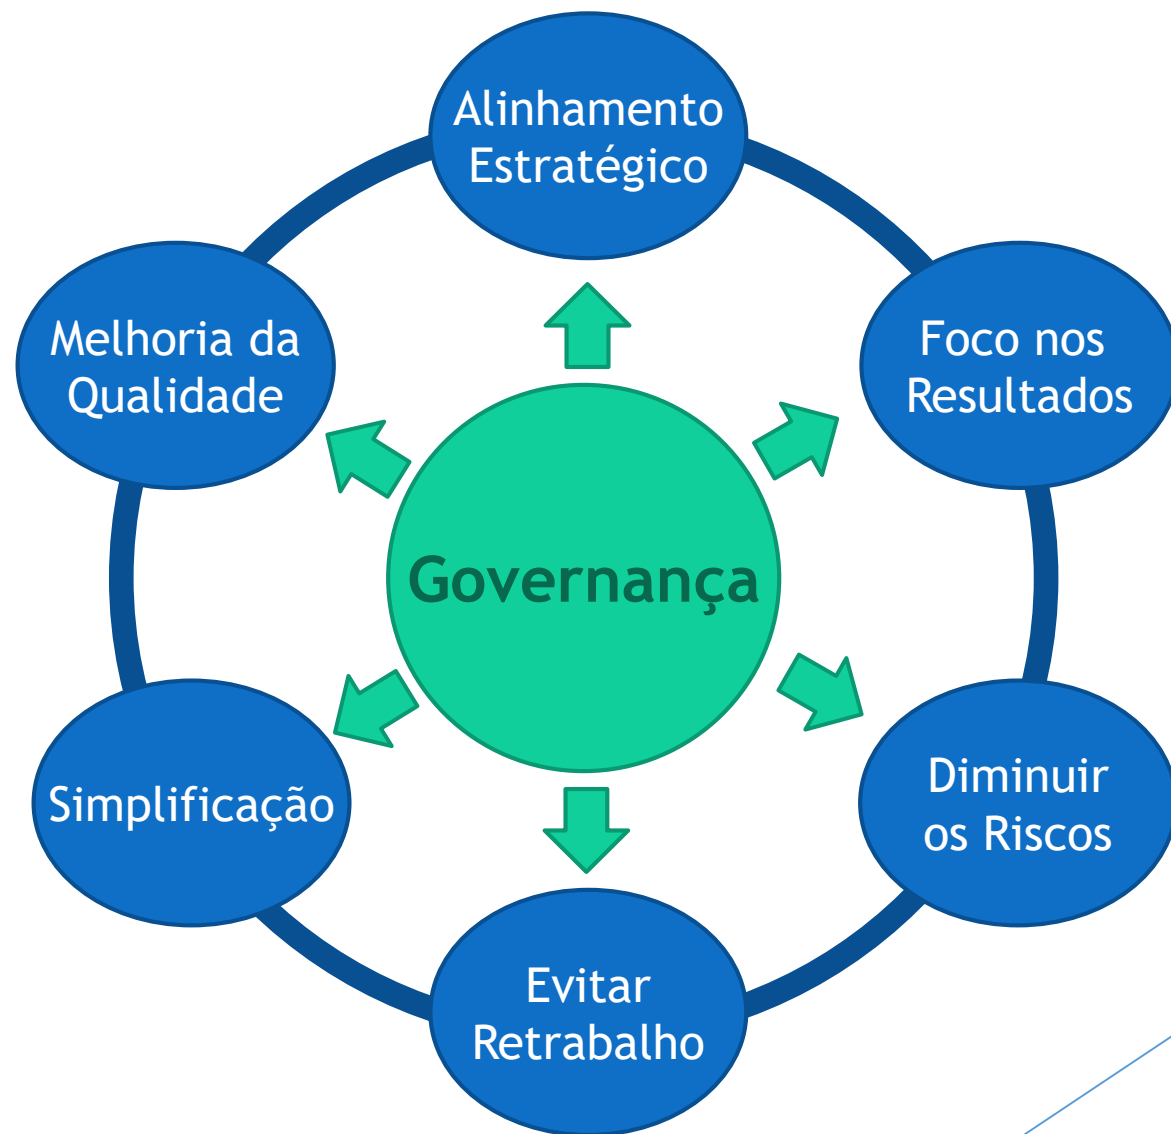 Alinhamento
Estratégico
Melhoria da
Qualidade
Foco nos
Resultados
Governança
Simplificação
Diminuir
os Riscos
Evitar
Retrabalho